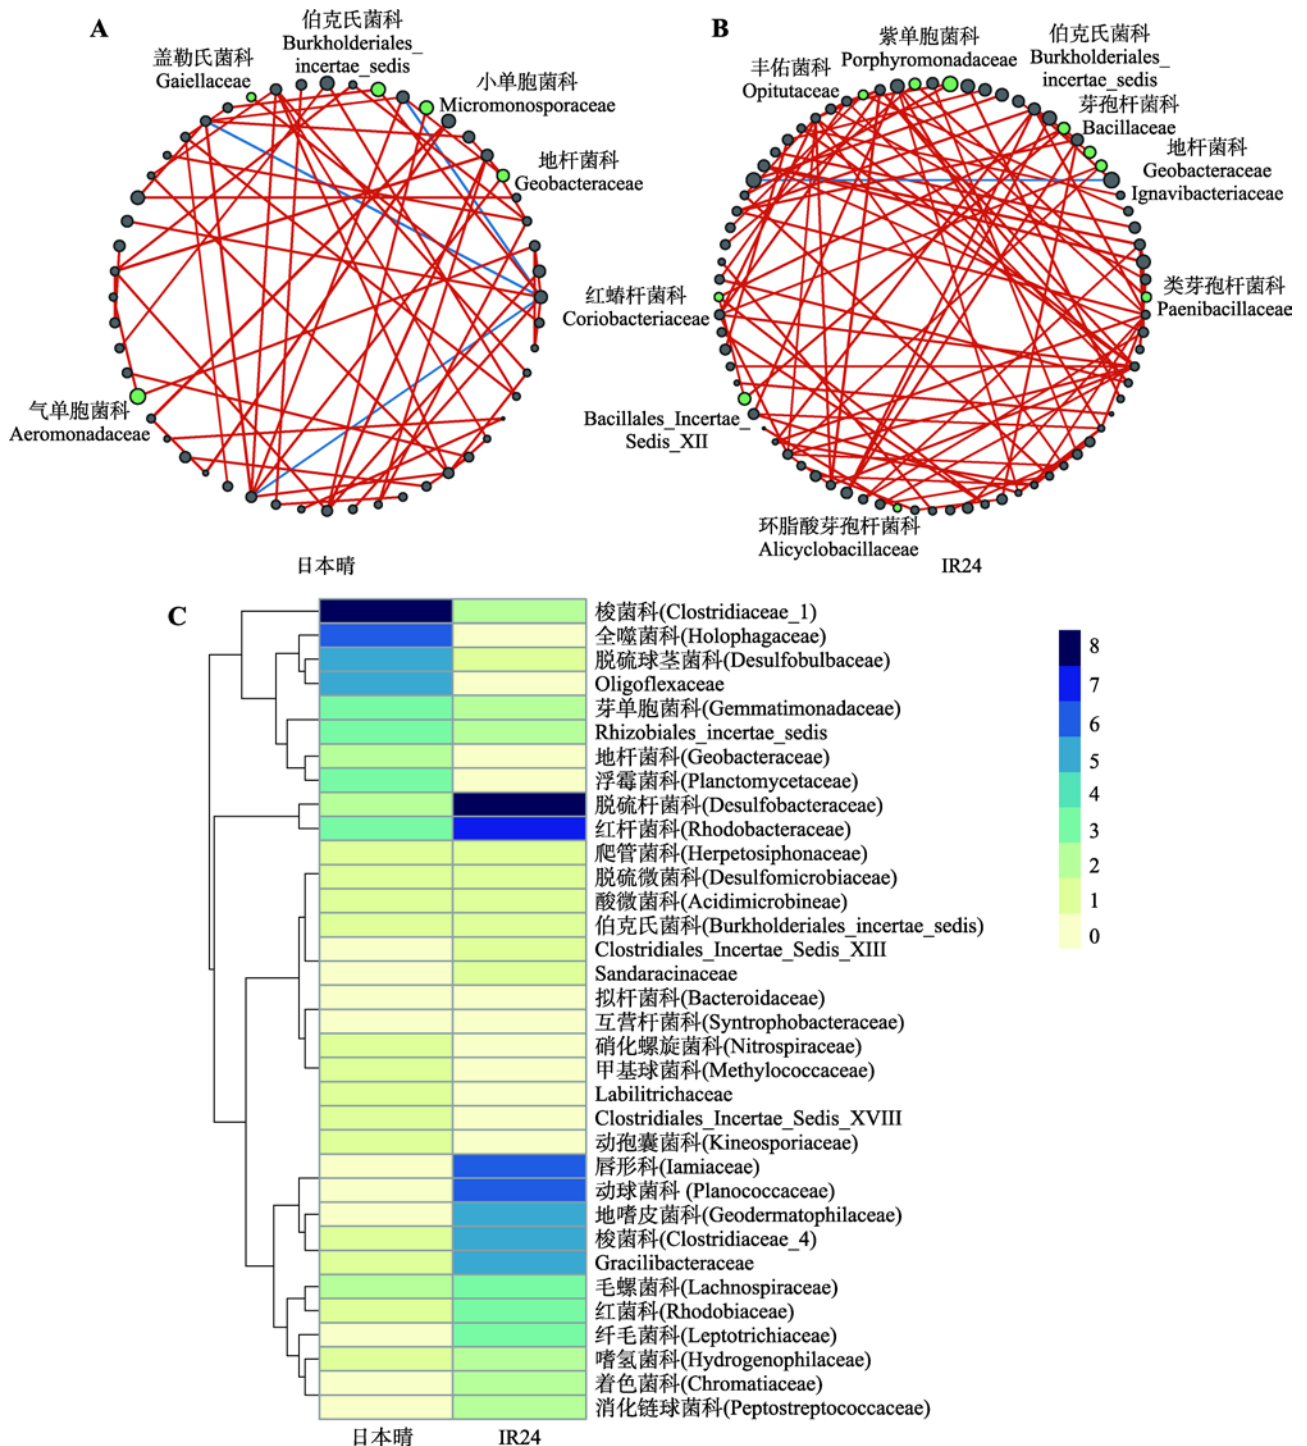 A
伯克氏菌科
Burkholderiales_
incertae_sedis
盖勒氏菌科
Gaiellaceae
小单胞菌科
Micromonosporaceae
地杆菌科
Geobacteraceae
红蝽杆菌科
Coriobacteriaceae
气单胞菌科
Aeromonadaceae
日本晴
B
紫单胞菌科
Porphyromonadaceae
伯克氏菌科
Burkholderiales_
incertae_sedis
丰佑菌科
Opitutaceae
芽孢杆菌科
Bacillaceae
地杆菌科
Geobacteraceae
Ignavibacteriaceae
类芽孢杆菌科
Paenibacillaceae
Bacillales_Incertae_
Sedis_XII
环脂酸芽孢杆菌科
Alicyclobacillaceae
IR24
C
梭菌科(Clostridiaceae_1)
全噬菌科(Holophagaceae)
脱硫球茎菌科(Desulfobulbaceae)
Oligoflexaceae
芽单胞菌科(Gemmatimonadaceae)
Rhizobiales_incertae_sedis
地杆菌科(Geobacteraceae)
浮霉菌科(Planctomycetaceae)
脱硫杆菌科(Desulfobacteraceae)
红杆菌科(Rhodobacteraceae)
爬管菌科(Herpetosiphonaceae)
脱硫微菌科(Desulfomicrobiaceae)
酸微菌科(Acidimicrobineae)
伯克氏菌科(Burkholderiales_incertae_sedis)
Clostridiales_Incertae_Sedis_XIII
Sandaracinaceae
拟杆菌科(Bacteroidaceae)
互营杆菌科(Syntrophobacteraceae)
硝化螺旋菌科(Nitrospiraceae)
甲基球菌科(Methylococcaceae)
Labilitrichaceae
Clostridiales_Incertae_Sedis_XVIII
动孢囊菌科(Kineosporiaceae)
唇形科(Iamiaceae)
动球菌科 (Planococcaceae)
地嗜皮菌科(Geodermatophilaceae)
梭菌科(Clostridiaceae_4)
Gracilibacteraceae
毛螺菌科(Lachnospiraceae)
红菌科(Rhodobiaceae)
纤毛菌科(Leptotrichiaceae)
嗜氢菌科(Hydrogenophilaceae)
着色菌科(Chromatiaceae)
消化链球菌科(Peptostreptococcaceae)
日本晴
IR24
8
7
6
5
4
3
2
1
0